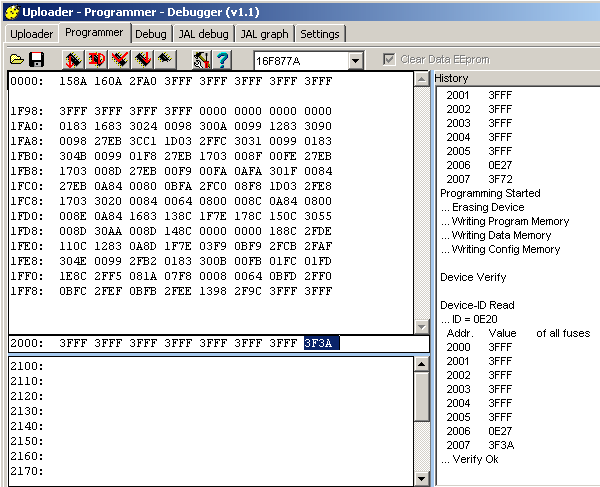 Uploader - Programmer - Debugger (v1.1)
Uploader Programmer Debug JAL debug JAL graph Settings
16F877A Clear Data EEprom
0000: 158A 160A 2FA0 3FFF 3FFF 3FFF 3FFF 3FFF
1F98: 3FFF 3FFF 3FFF 3FFF 0000 0000 0000 0000
1FA0: 0183 1683 3024 0098 300A 0099 1283 3090
1FA8: 0098 27EB 3CC1 1D03 2FFC 3031 0099 0183
1FB0: 304B 0099 01F8 27EB 1703 008F 00FE 27EB
1FB8: 1703 008D 27EB 00F9 00FA 0AFA 301F 0084
1FC0: 27EB 0A84 0080 0BFA 2FC0 08F8 1D03 2FE8
1FC8: 1703 3020 0084 0064 0800 008C 0A84 0800
1FD0: 008E 0A84 1683 138C 1F7E 178C 150C 3055
1FD8: 008D 30AA 008D 148C 0000 0000 188C 2FDE
1FE0: 110C 1283 0A8D 1F7E 03F9 0BF9 2FCB 2FAF
1FE8: 304E 0099 2FB2 0183 300B 00FB 01FC 01FD
1FF0: 1E8C 2FF5 081A 07F8 0008 0064 0BFD 2FF0
1FF8: 0BFC 2FEF 0BFB 2FEE 1398 2F9C 3FFF 3FFF
2000: 3FFF 3FFF 3FFF 3FFF 3FFF 3FFF 3FFF 3F3A
2100:
2110:
2120:
2130:
2140:
2150:
2160:
2170:
History
2001 3FFF
2002 3FFF
2003 3FFF
2004 3FFF
2005 3FFF
2006 0E27
2007 3F72
Programming Started
... Erasing Device
... Writing Program Memory
... Writing Data Memory
... Writing Config Memory
Device Verify
Device-ID Read
... ID = 0E20
Addr. Value of all fuses
2000 3FFF
2001 3FFF
2002 3FFF
2003 3FFF
2004 3FFF
2005 3FFF
2006 0E27
2007 3F3A
... Verify Ok